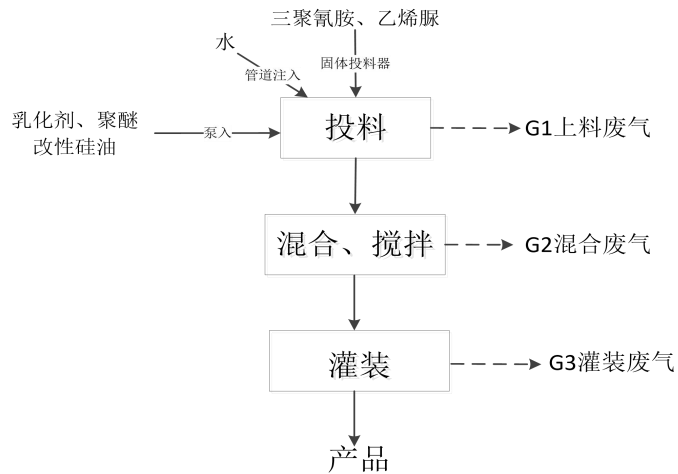 三聚氰胺、乙烯脲
水
固体投料器
管道注入
乳化剂、聚醚
改性硅油
泵入
投料
G1上料废气
混合、搅拌
G2混合废气
灌装
G3灌装废气
产品